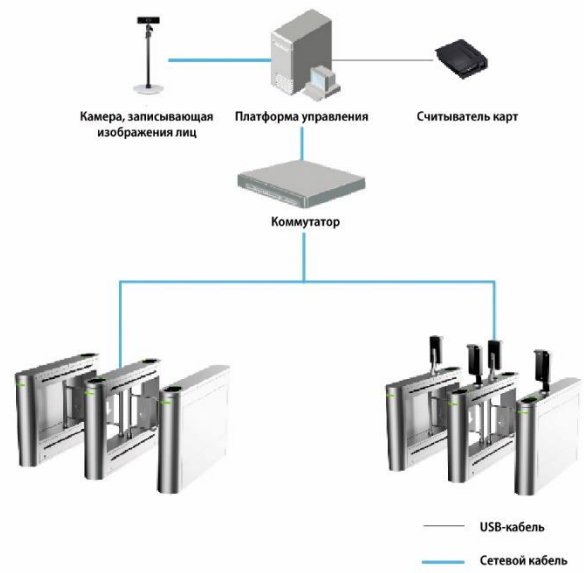 Камера, записывающая
изображения лиц
Платформа управления
Считыватель карт
Коммутатор
USB-кабель
Сетевой кабель